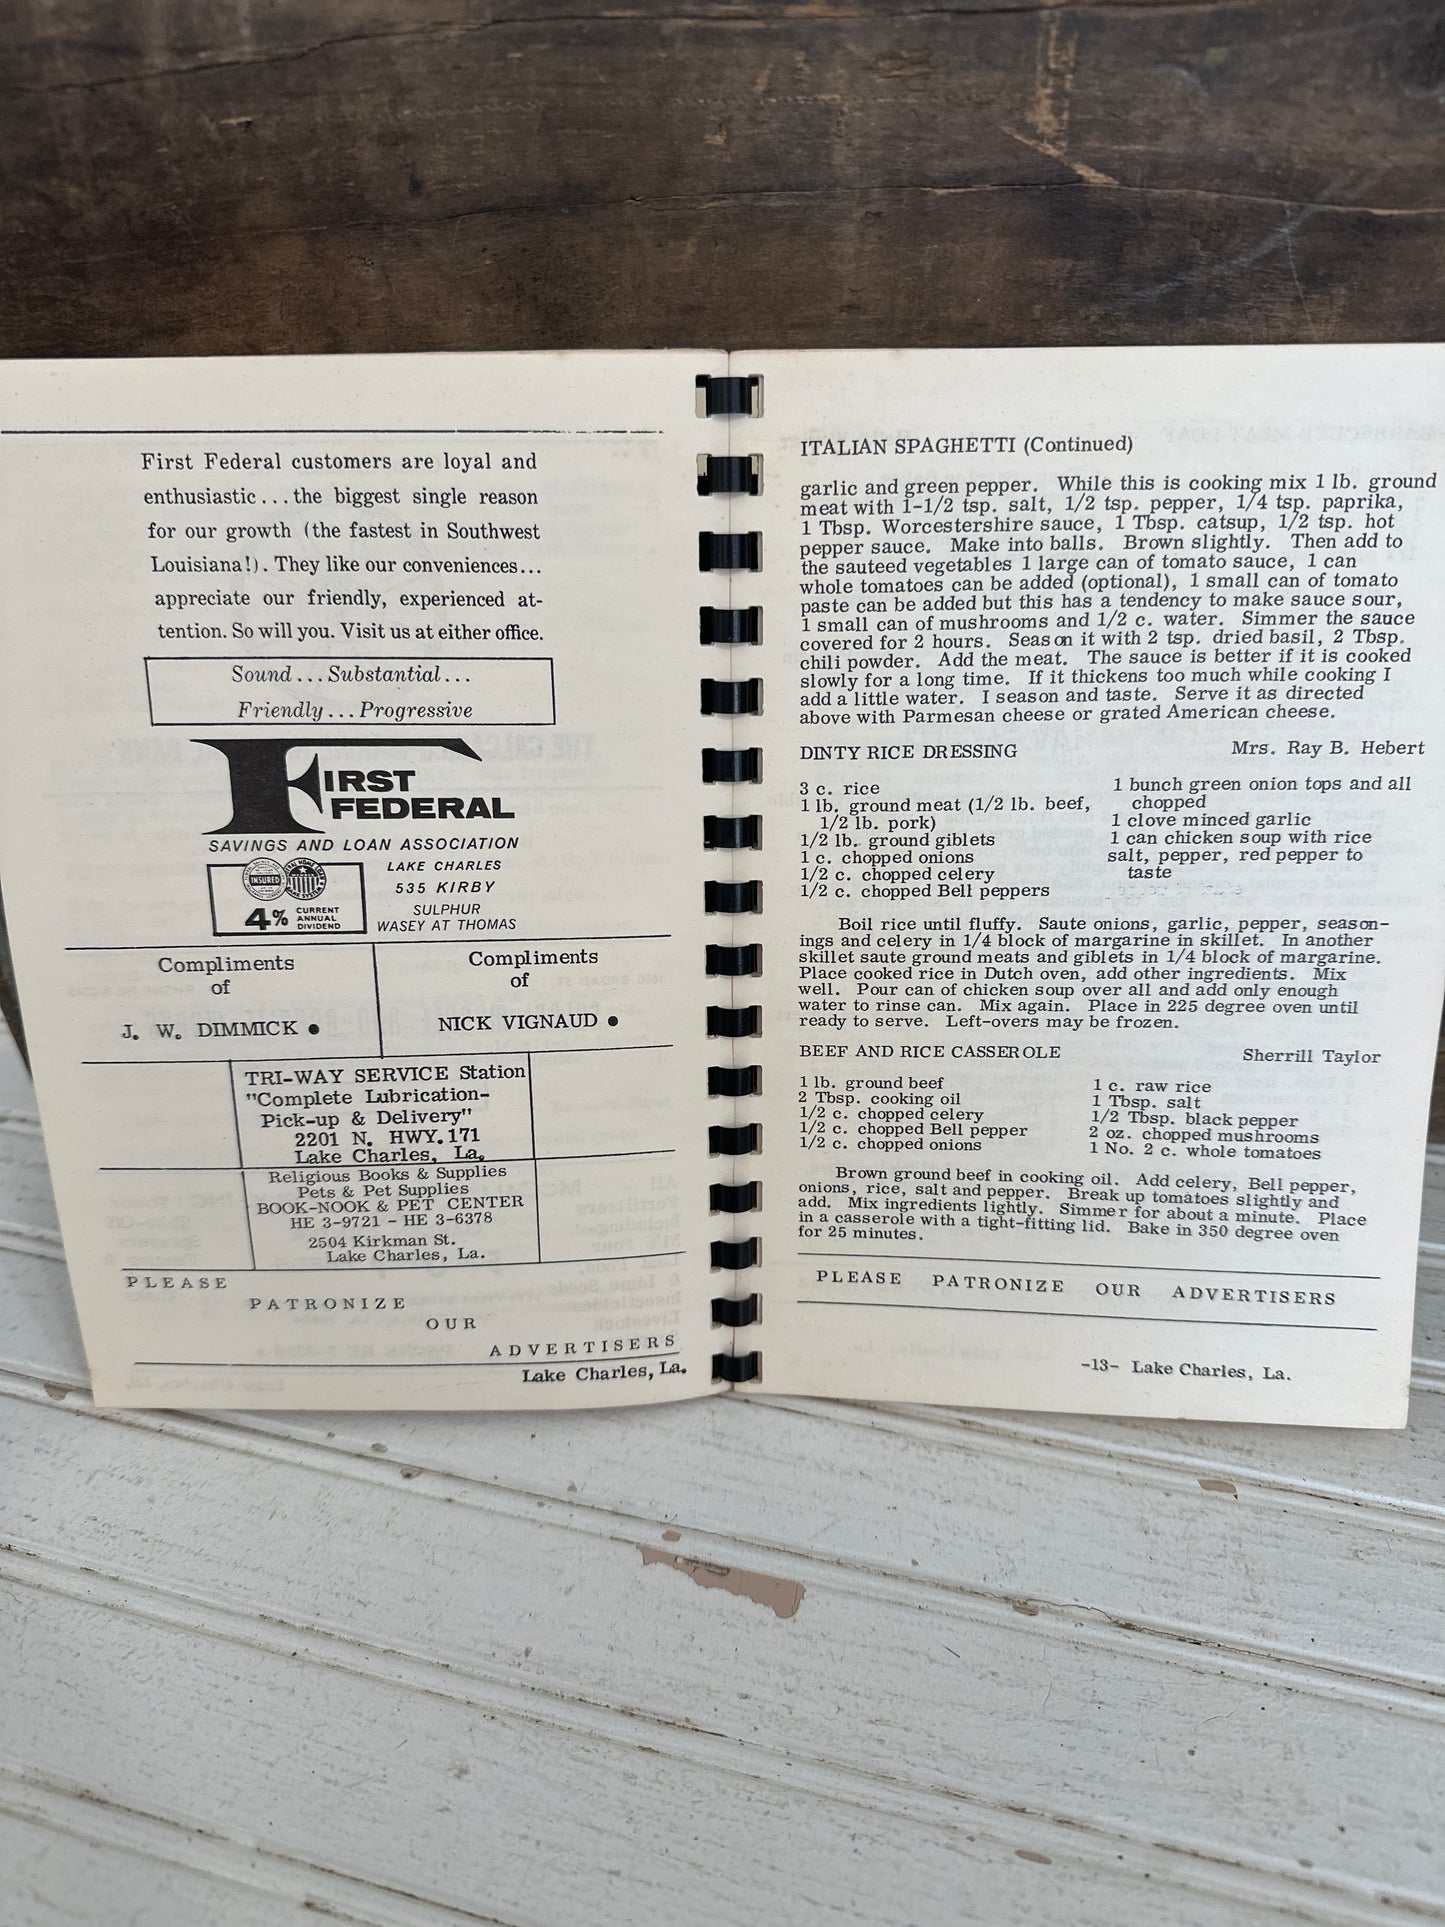 First Federal customers are loyal and
enthusiastic... the biggest single reason
for our growth (the fastest in Southwest
Louisiana!). They like our conveniences...
appreciate our friendly, experienced at-
tention. So will you. Visit us at either office.
Sound... Substantial...
Friendly... Progressive
FIRST
FEDERAL
SAVINGS AND LOAN ASSOCIATION
INSURED
4% CURRENT
ANNUAL
DIVIDEND
LAKE CHARLES
535 KIRBY
SULPHUR
WASEY AT THOMAS
Compliments
of
J. W. DIMMICK ●
Compliments
of
NICK VIGNAUD ●
TRI-WAY SERVICE Station
"Complete Lubrication-
Pick-up & Delivery"
2201 N. HWY. 171
Lake Charles, La.
Religious Books & Supplies
Pets & Pet Supplies
BOOK-NOOK & PET CENTER
HE 3-9721 - HE 3-6378
2504 Kirkman St.
Lake Charles, La.
PLEASE
PATRONIZE
OUR
ADVERTISERS
Lake Charles, La.
ITALIAN SPAGHETTI (Continued)
garlic and green pepper. While this is cooking mix 1 lb. ground
meat with 1-1/2 tsp. salt, 1/2 tsp. pepper, 1/4 tsp. paprika,
1 Tbsp. Worcestershire sauce, 1 Tbsp. catsup, 1/2 tsp. hot
pepper sauce. Make into balls. Brown slightly. Then add to
the sauteed vegetables 1 large can of tomato sauce, 1 can
whole tomatoes can be added (optional), 1 small can of tomato
paste can be added but this has a tendency to make sauce sour,
1 small can of mushrooms and 1/2 c. water. Simmer the sauce
covered for 2 hours. Season it with 2 tsp. dried basil, 2 Tbsp.
chili powder. Add the meat. The sauce is better if it is cooked
slowly for a long time. If it thickens too much while cooking I
add a little water. I season and taste. Serve it as directed
above with Parmesan cheese or grated American cheese.
DINTY RICE DRESSING Mrs. Ray B. Hebert
3 c. rice
1 lb. ground meat (1/2 lb. beef,
1/2 lb. pork)
1/2 lb. ground giblets
1 c. chopped onions
1/2 c. chopped celery
1/2 c. chopped Bell peppers
1 bunch green onion tops and all
chopped
1 clove minced garlic
1 can chicken soup with rice
salt, pepper, red pepper to
taste
Boil rice until fluffy. Saute onions, garlic, pepper, season-
ings and celery in 1/4 block of margarine in skillet. In another
skillet saute ground meats and giblets in 1/4 block of margarine.
Place cooked rice in Dutch oven, add other ingredients. Mix
well. Pour can of chicken soup over all and add only enough
water to rinse can. Mix again. Place in 225 degree oven until
ready to serve. Left-overs may be frozen.
BEEF AND RICE CASSEROLE Sherrill Taylor
1 lb. ground beef
2 Tbsp. cooking oil
1/2 c. chopped celery
1/2 c. chopped Bell pepper
1/2 c. chopped onions
1 c. raw rice
1 Tbsp. salt
1/2 Tbsp. black pepper
2 oz. chopped mushrooms
1 No. 2 c. whole tomatoes
Brown ground beef in cooking oil. Add celery, Bell pepper,
onions, rice, salt and pepper. Break up tomatoes slightly and
add. Mix ingredients lightly. Simmer for about a minute. Place
in a casserole with a tight-fitting lid. Bake in 350 degree oven
for 25 minutes.
PLEASE PATRONIZE OUR ADVERTISERS
-13- Lake Charles, La.